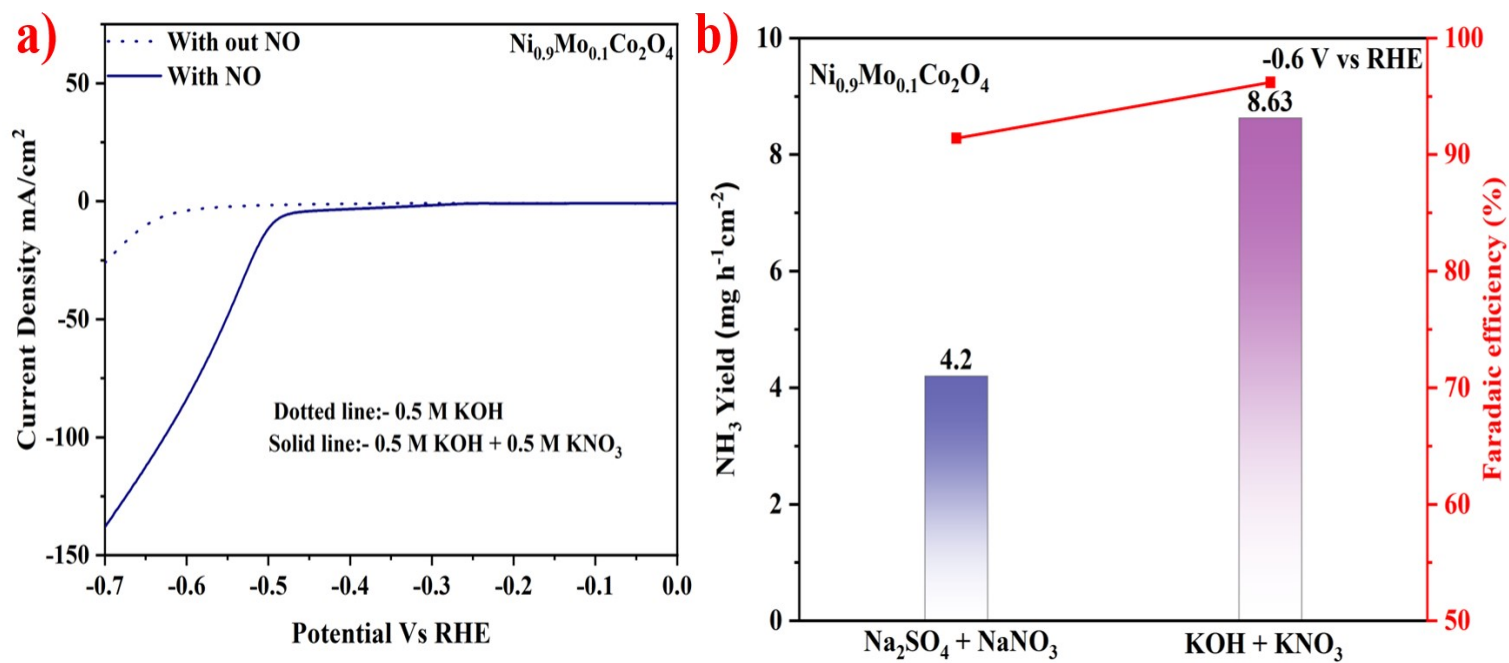 a)
With out NO
With NO
Ni₀.₉Mo₀.₁Co₂O₄
50
0
-50
-100
-150
Current Density mA/cm²
Dotted line:- 0.5 M KOH
Solid line:- 0.5 M KOH + 0.5 M KNO₃
-0.7 -0.6 -0.5 -0.4 -0.3 -0.2 -0.1 0.0
Potential Vs RHE
b)
Ni₀.₉Mo₀.₁Co₂O₄
-0.6 V vs RHE
8.63
4.2
10
8
6
4
2
0
NH₃ Yield (mg h⁻¹cm⁻²)
100
90
80
70
60
50
Faradaic efficiency (%)
Na₂SO₄ + NaNO₃
KOH + KNO₃